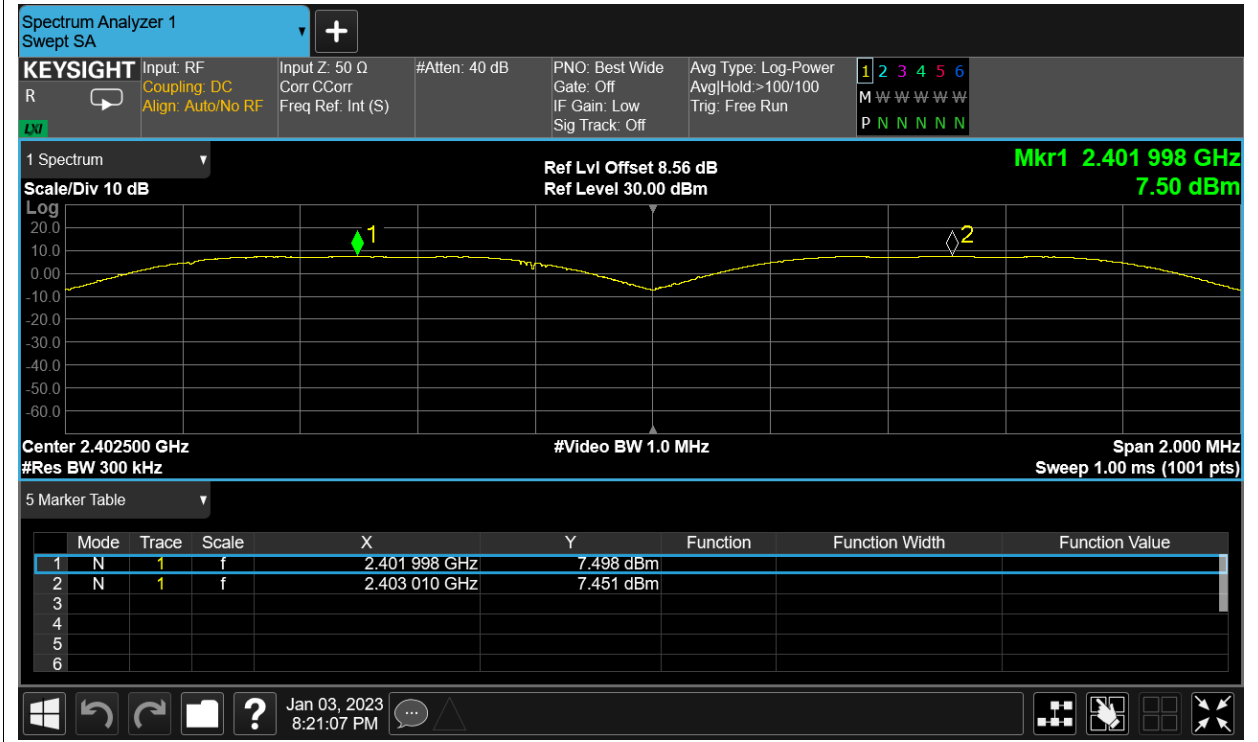 Spectrum Analyzer 1
Swept SA
KEYSIGHT
R
LXI
Input: RF
Coupling: DC
Align: Auto/No RF
Input Z: 50 Ω
Corr CCorr
Freq Ref: Int (S)
#Atten: 40 dB
PNO: Best Wide
Gate: Off
IF Gain: Low
Sig Track: Off
Avg Type: Log-Power
Avg|Hold:>100/100
Trig: Free Run
1 2 3 4 5 6
M W W W W W
P N N N N N
1 Spectrum
Scale/Div 10 dB
Ref Lvl Offset 8.56 dB
Ref Level 30.00 dBm
Mkr1 2.401 998 GHz
7.50 dBm
Log
20.0
10.0
0.00
-10.0
-20.0
-30.0
-40.0
-50.0
-60.0
1
2
Center 2.402500 GHz
#Res BW 300 kHz
#Video BW 1.0 MHz
Span 2.000 MHz
Sweep 1.00 ms (1001 pts)
5 Marker Table
Mode Trace Scale X Y Function Function Width Function Value
1 N 1 f 2.401 998 GHz 7.498 dBm
2 N 1 f 2.403 010 GHz 7.451 dBm
3
4
5
6
?
Jan 03, 2023
8:21:07 PM